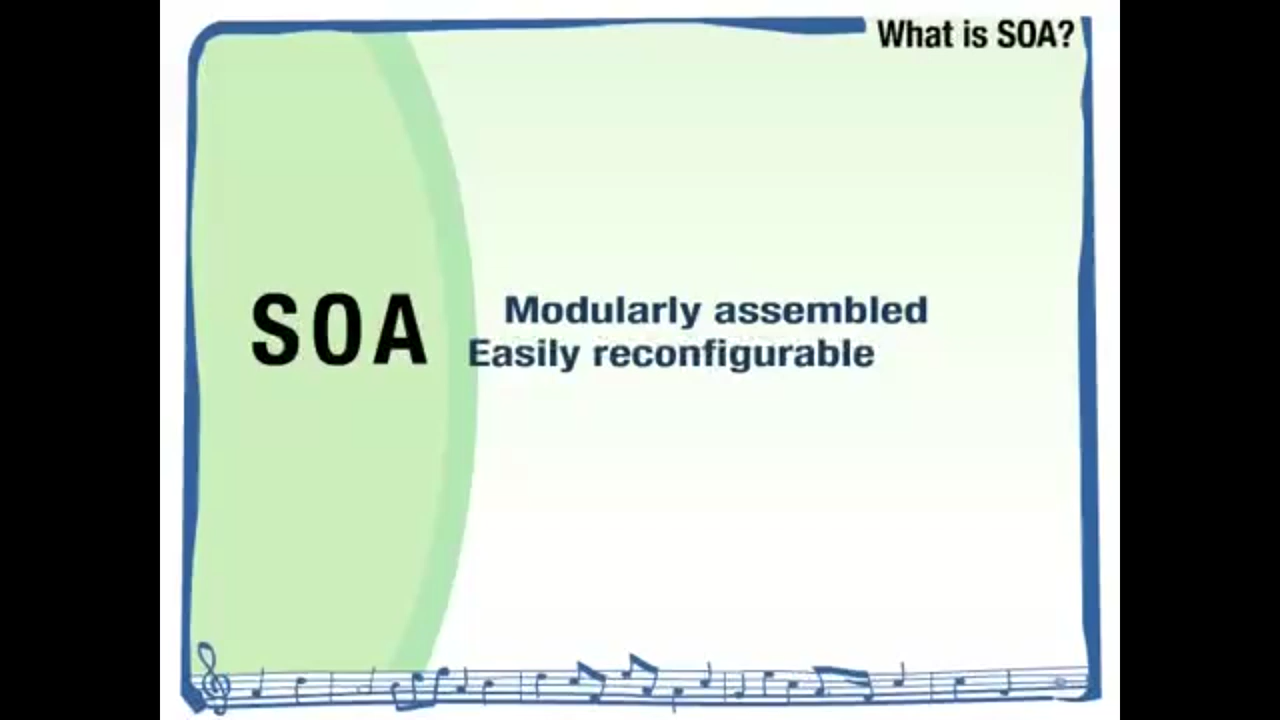 What is SOA?
SOA
Modularly assembled
Easily reconfigurable